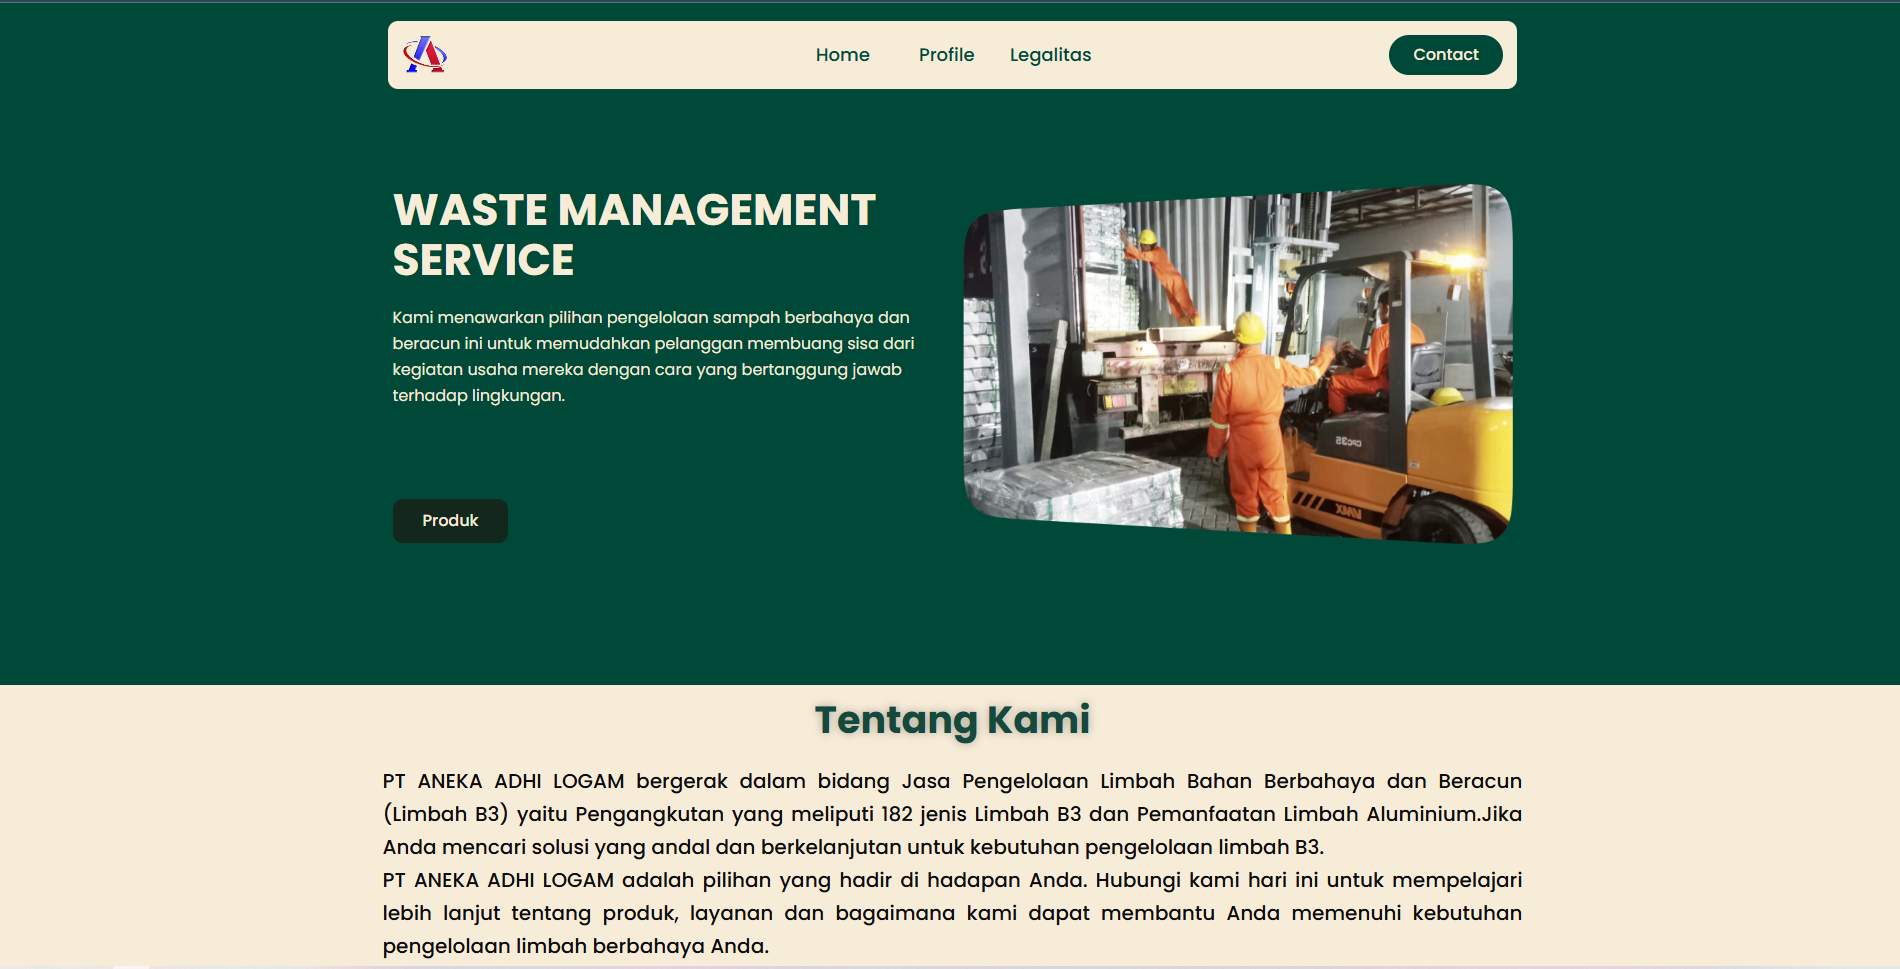 Home Profile Legalitas Contact
WASTE MANAGEMENT
SERVICE
Kami menawarkan pilihan pengelolaan sampah berbahaya dan
beracun ini untuk memudahkan pelanggan membuang sisa dari
kegiatan usaha mereka dengan cara yang bertanggung jawab
terhadap lingkungan.
Produk
Tentang Kami
PT ANEKA ADHI LOGAM bergerak dalam bidang Jasa Pengelolaan Limbah Bahan Berbahaya dan Beracun
(Limbah B3) yaitu Pengangkutan yang meliputi 182 jenis Limbah B3 dan Pemanfaatan Limbah Aluminium.Jika
Anda mencari solusi yang andal dan berkelanjutan untuk kebutuhan pengelolaan limbah B3.
PT ANEKA ADHI LOGAM adalah pilihan yang hadir di hadapan Anda. Hubungi kami hari ini untuk mempelajari
lebih lanjut tentang produk, layanan dan bagaimana kami dapat membantu Anda memenuhi kebutuhan
pengelolaan limbah berbahaya Anda.